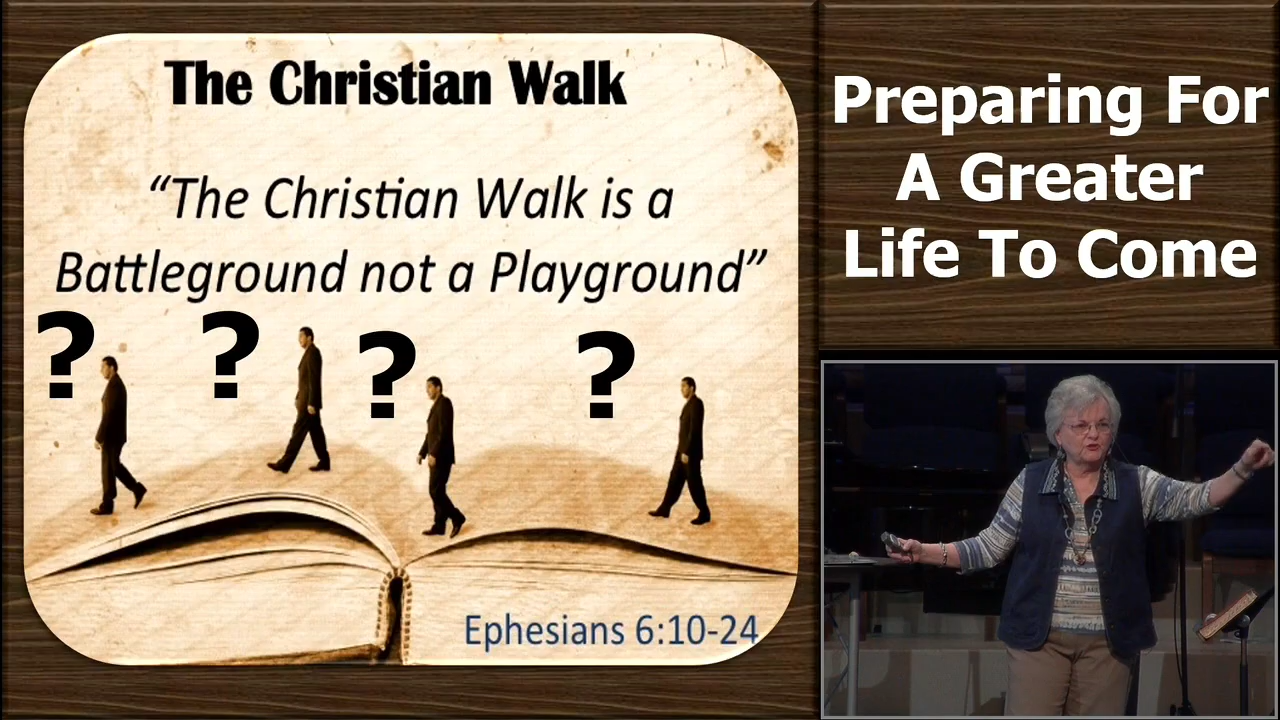 The Christian Walk
“The Christian Walk is a
Battleground not a Playground”
? ? ? ?
Ephesians 6:10-24
Preparing For
A Greater
Life To Come